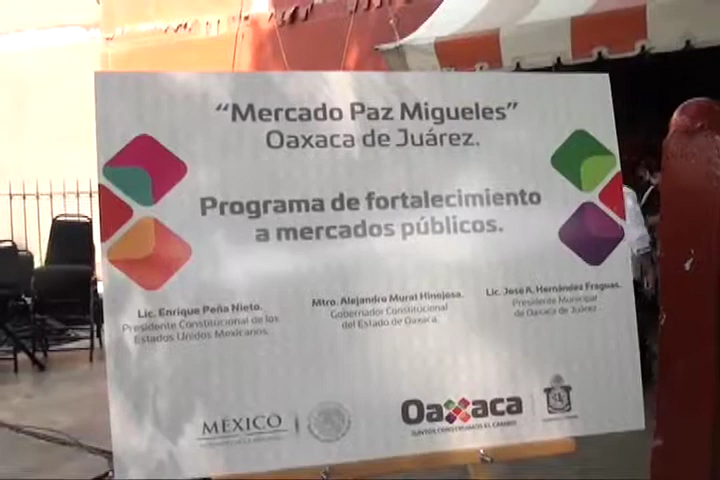 “Mercado Paz Migueles”
Oaxaca de Juárez.
Programa de fortalecimiento
a mercados públicos.
Lic. Enrique Peña Nieto.
Presidente Constitucional de los
Estados Unidos Mexicanos.
Mtro. Alejandro Murat Hinojosa.
Gobernador Constitucional
del Estado de Oaxaca.
Lic. José A. Hernández Fraguas.
Presidente Municipal
de Oaxaca de Juárez
MÉXICO
Oaxaca
JUNTOS CONSTRUIMOS EL CAMBIO